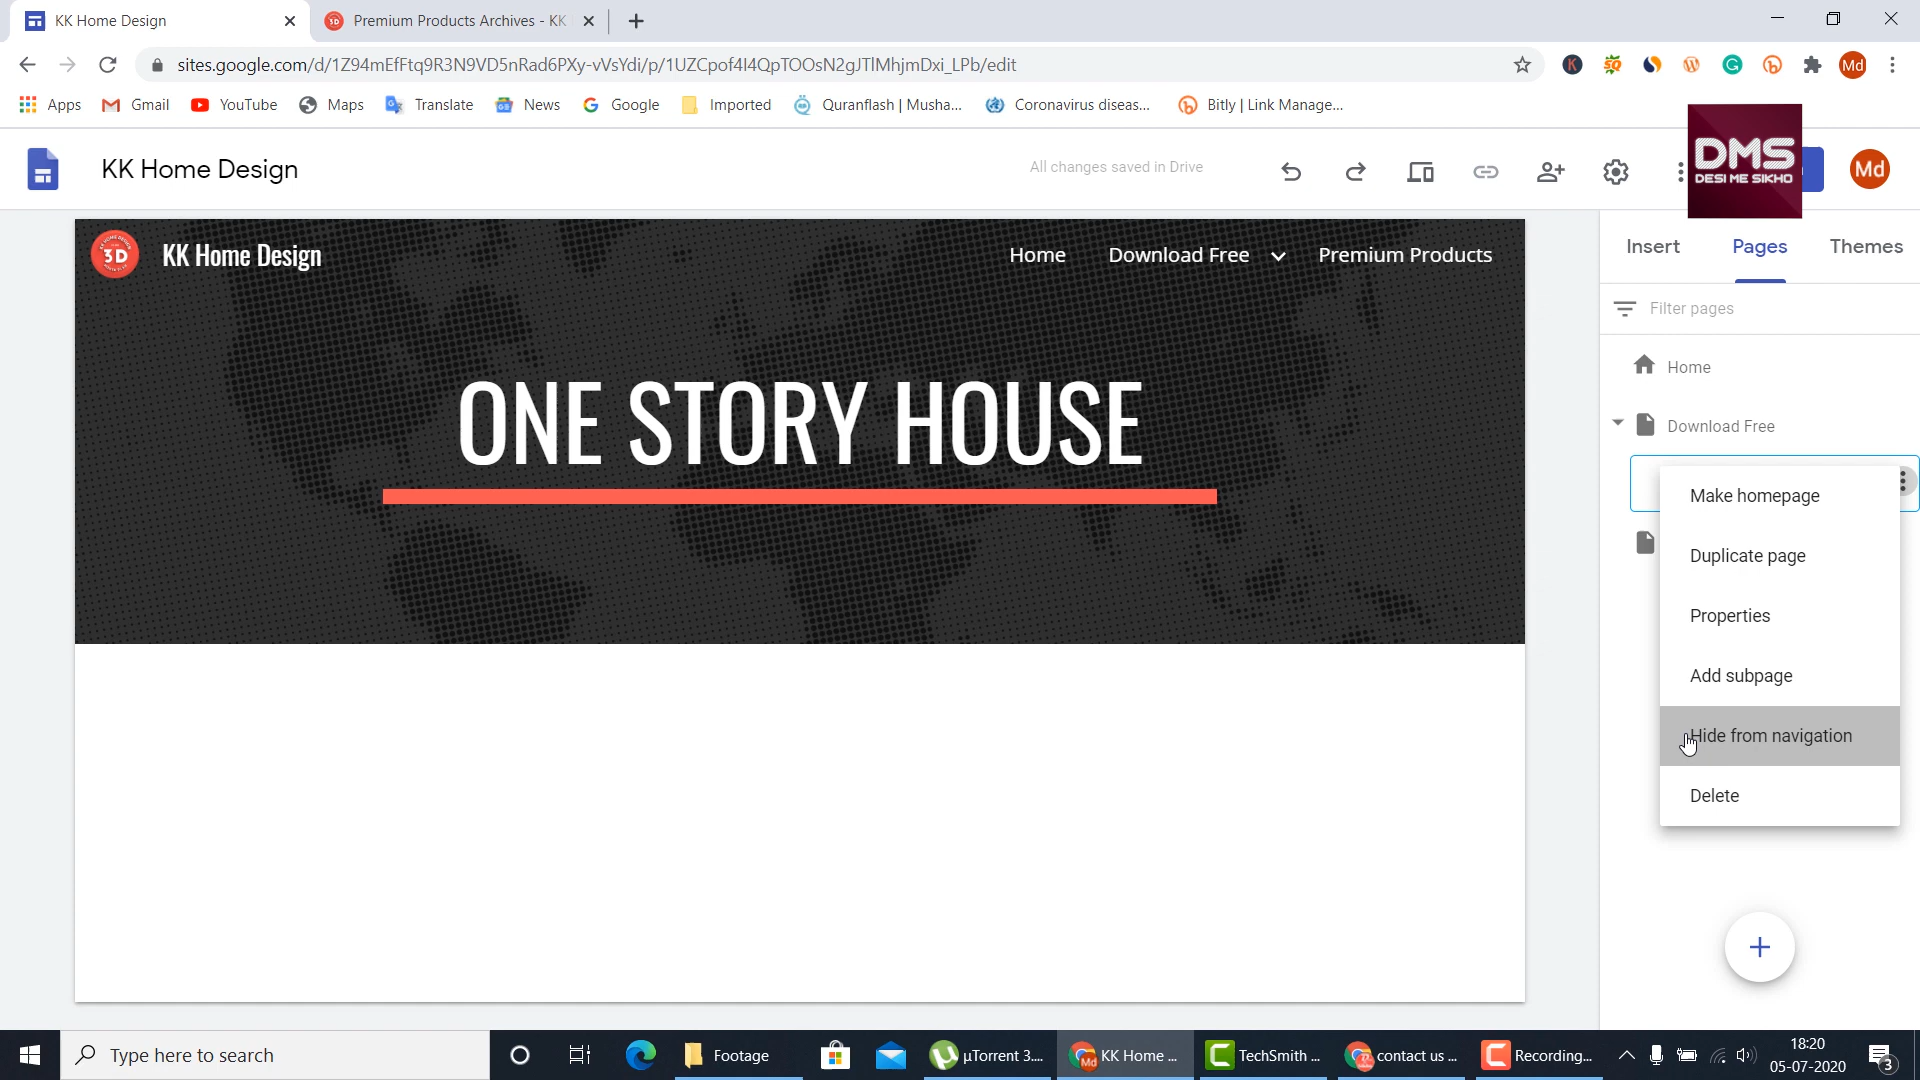 KK Home Design
Premium Products Archives - KK
sites.google.com/d/1Z94mEfFtq9R3N9VD5nRad6PXy-vVsYdi/p/1UZCpof4I4QpTOOsN2gJTlMhjmDxi_LPb/edit
Md
Apps
Gmail
YouTube
Maps
Translate
News
Google
Imported
Quranflash | Musha...
Coronavirus diseas...
Bitly | Link Manage...
KK Home Design
All changes saved in Drive
DMS
DESI ME SIKHO
Md
3D
KK Home Design
Home
Download Free
Premium Products
ONE STORY HOUSE
Insert
Pages
Themes
Filter pages
Home
Download Free
Make homepage
Duplicate page
Properties
Add subpage
Hide from navigation
Delete
Type here to search
Footage
µTorrent 3...
KK Home ...
TechSmith ...
contact us ...
Recording...
18:20
05-07-2020
3